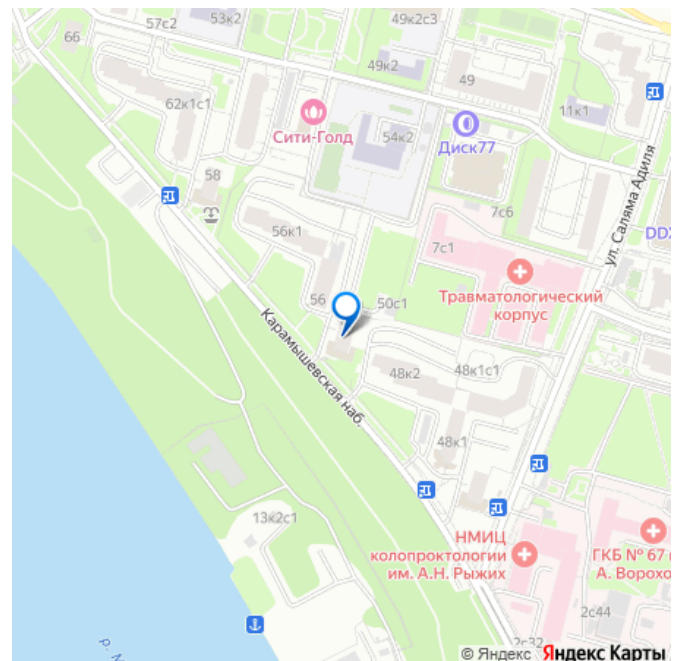 57с2
53к2
49к2с3
66
49к2
49
62к1с1
11к1
Сити-Голд
54к2
Диск77
58
7с6
ул. Саляма Адиля
DDX
56к1
7с1
Травматологический
корпус
56
50с1
Карамышевская наб.
48к2
48к1с1
48к1
13к2с1
НМИЦ
колопроктологии
им. А.Н. Рыжих
ГКБ № 67
А. Ворохо
2с44
2с32
р. М
© Яндекс Яндекс Карты